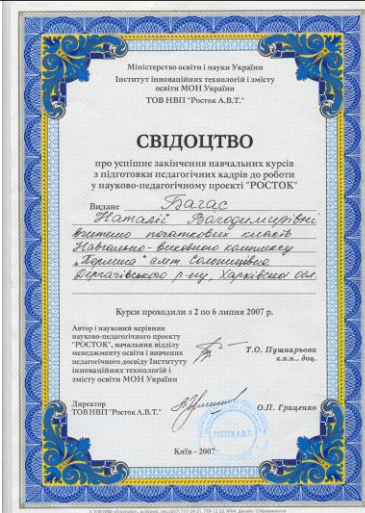 Міністерство освіти і науки України
Інститут інноваційних технологій і змісту
освіти МОН України
ТОВ НВП "Росток А.В.Т."
СВІДОЦТВО
про успішне закінчення навчальних курсів
з підготовки педагогічних кадрів до роботи
у науково-педагогічному проекті "РОСТОК"
Видане Багас
Наталії Володимирівні
вчителю початкових класів
Навчально-виховного комплексу
"Перлина" смт Солоницівка
Дергачівського р-ну, Харківської обл.
Курси проходили з 2 по 6 липня 2007 р.
Автор і науковий керівник
науково-педагогічного проекту
"РОСТОК", начальник відділу
менеджменту освіти і вивчення
педагогічного досвіду Інституту
інноваційних технологій і
змісту освіти МОН України
Т.О. Пушкарьова
к.п.н., доц.
Директор
ТОВ НВП "Росток А.В.Т."
О.П. Гриценко
РОСТОК А.В.Т.
Київ - 2007